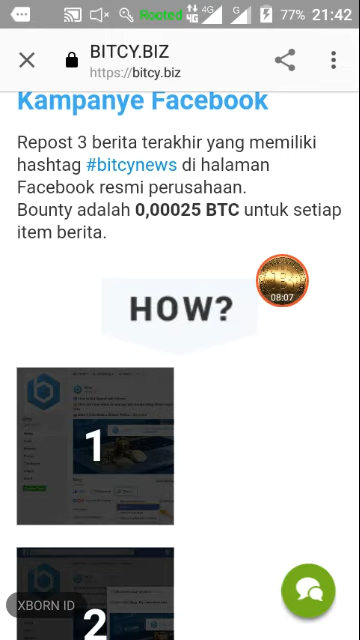 Rooted 4G 4G G 77% 21:42
BITCY.BIZ
https://bitcy.biz
Kampanye Facebook
Repost 3 berita terakhir yang memiliki
hashtag #bitcynews di halaman
Facebook resmi perusahaan.
Bounty adalah 0,00025 BTC untuk setiap
item berita.
08:07
HOW?
1
XBORN ID
2